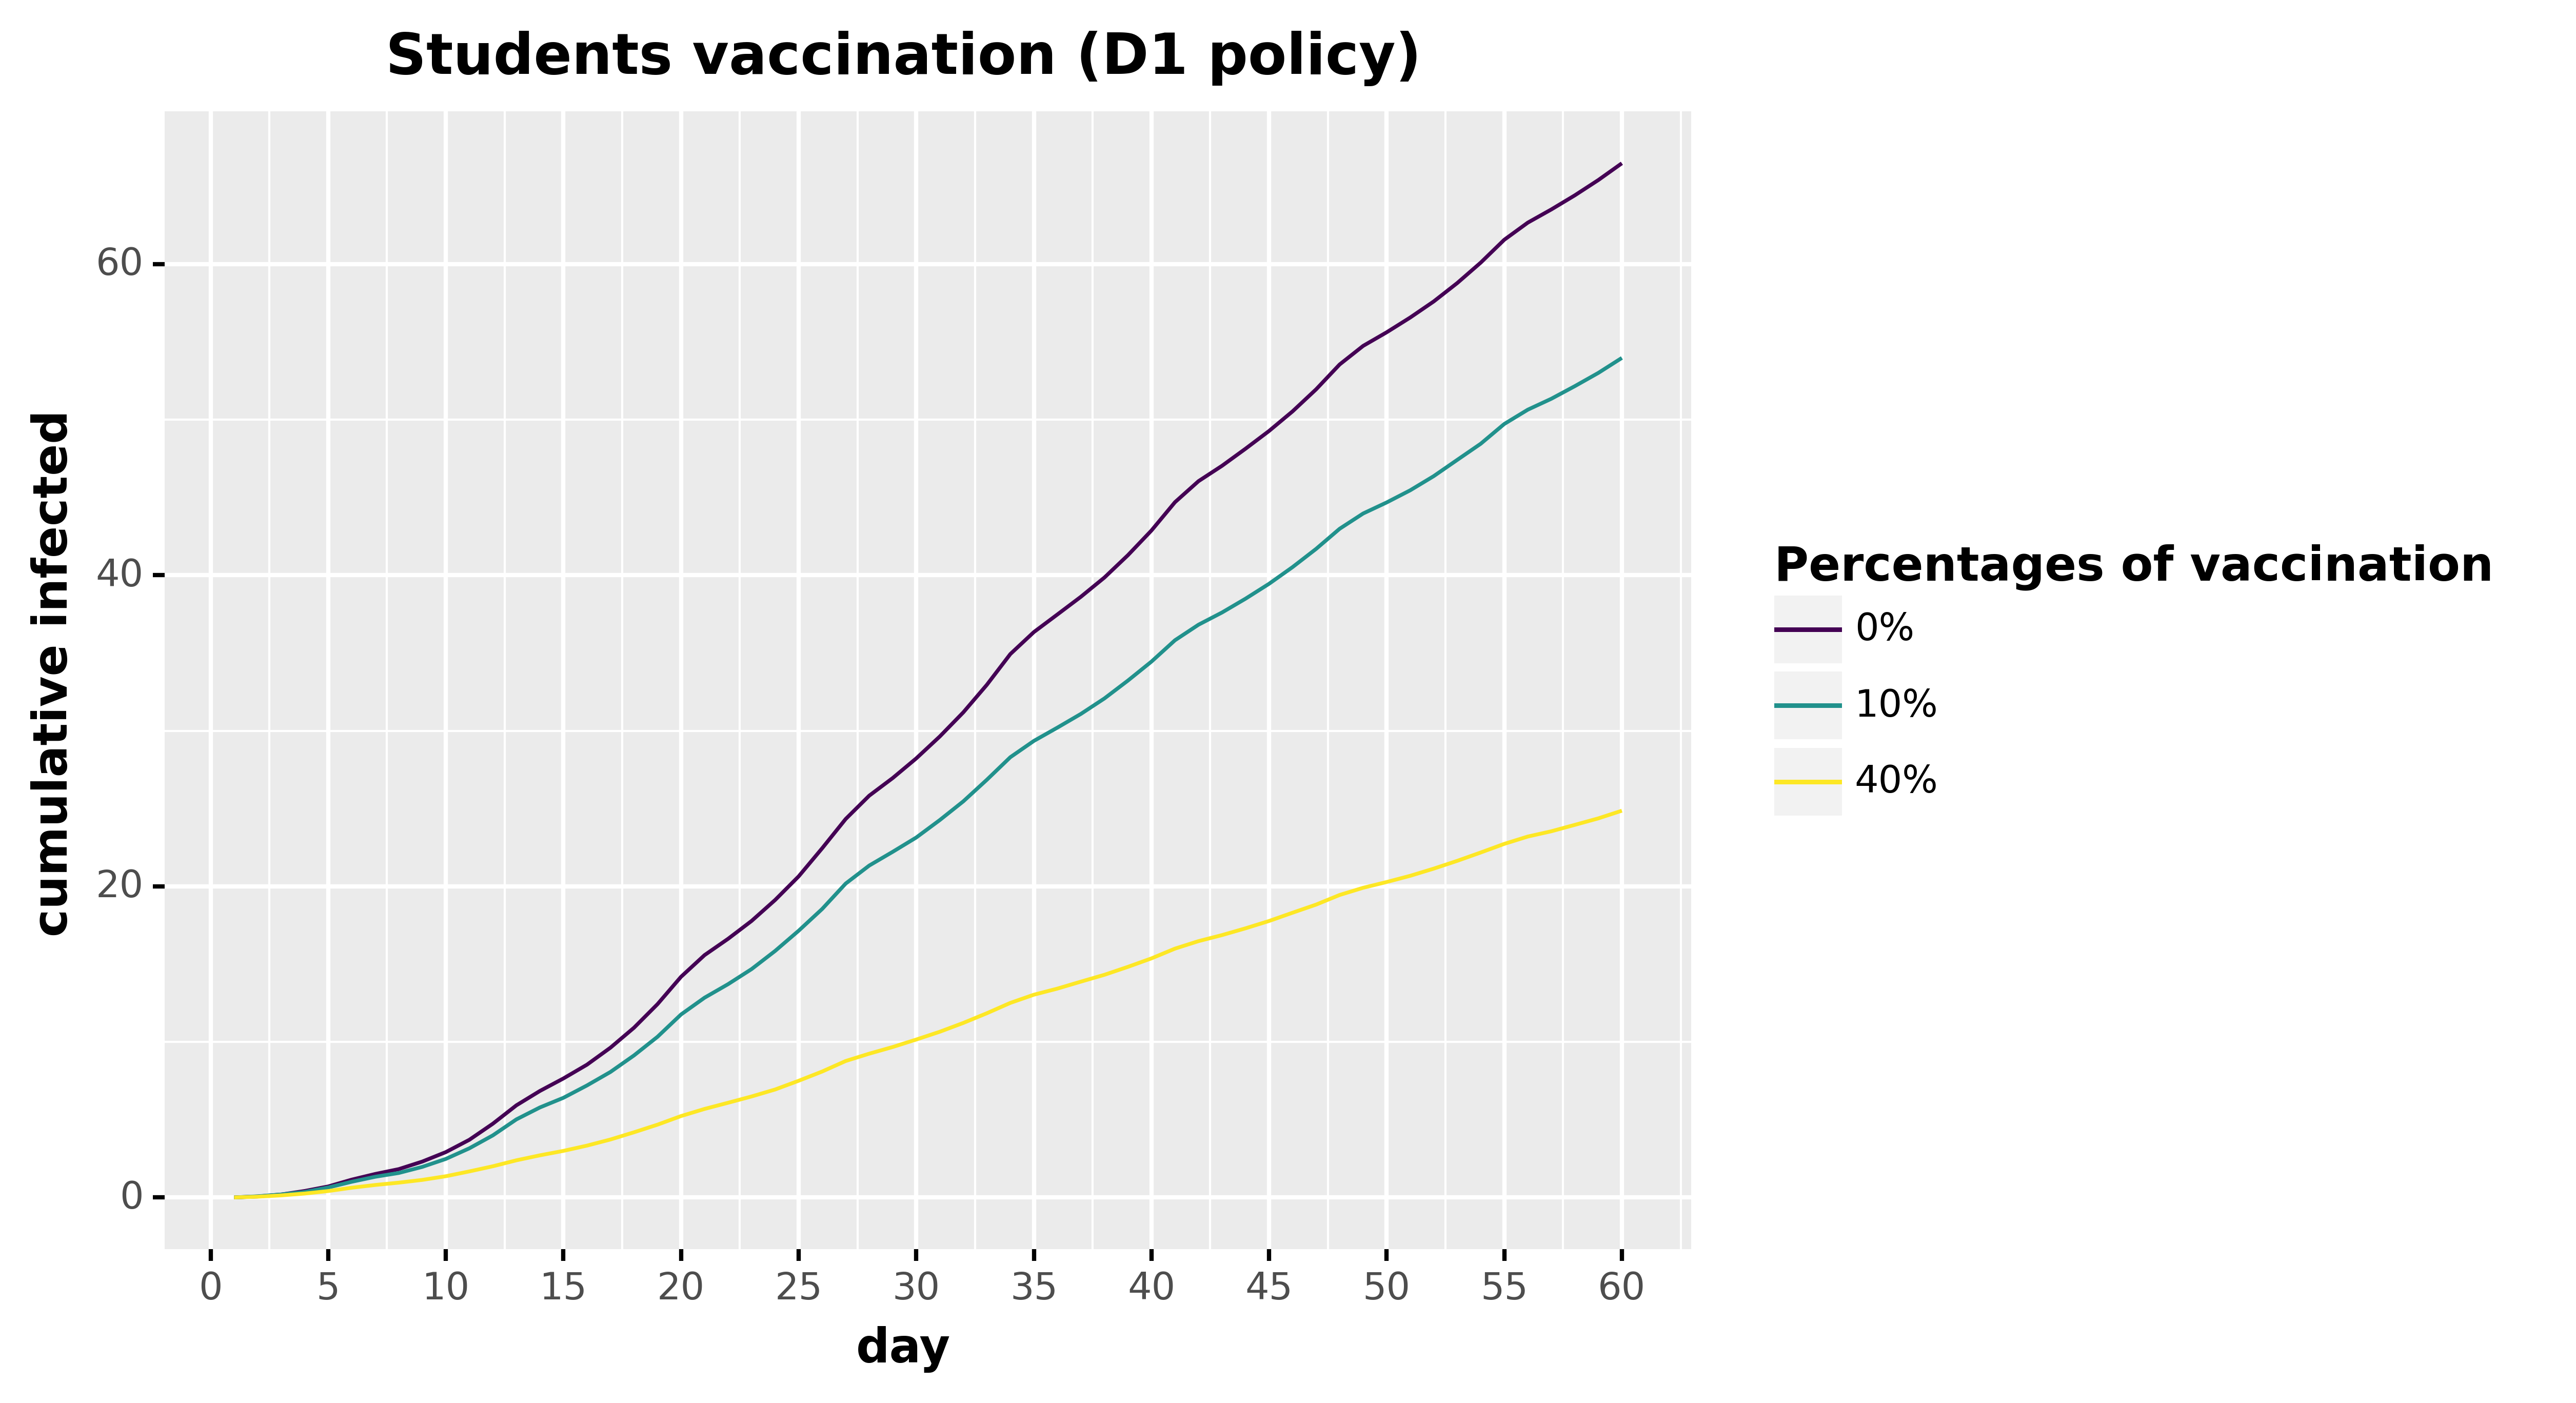 Students vaccination (D1 policy)
cumulative infected
60
40
20
0
0 5 10 15 20 25 30 35 40 45 50 55 60
day
Percentages of vaccination
0%
10%
40%